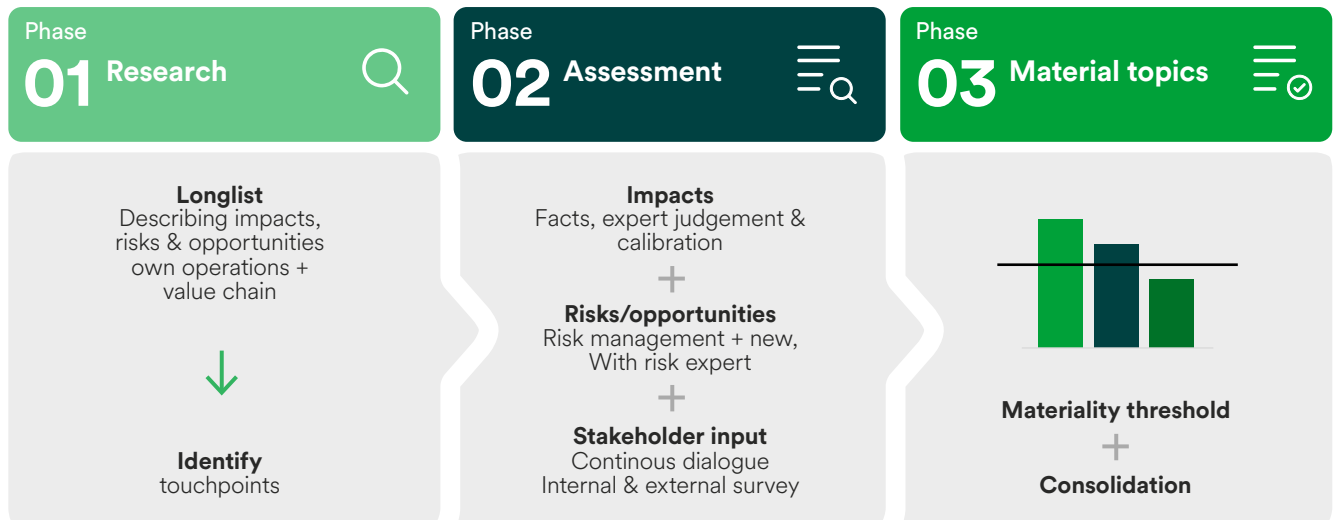 Phase
01 Research
Phase
02 Assessment
Phase
03 Material topics
Longlist
Describing impacts,
risks & opportunities
own operations +
value chain
Identify
touchpoints
Impacts
Facts, expert judgement &
calibration
+
Risks/opportunities
Risk management + new,
With risk expert
+
Stakeholder input
Continous dialogue
Internal & external survey
Materiality threshold
+
Consolidation